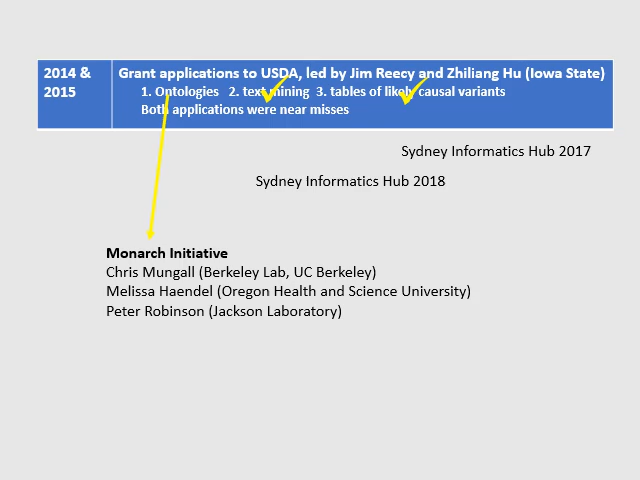 2014 & 2015
Grant applications to USDA, led by Jim Reecy and Zhiliang Hu (Iowa State)
1. Ontologies 2. text mining 3. tables of likely causal variants
Both applications were near misses
Sydney Informatics Hub 2017
Sydney Informatics Hub 2018
Monarch Initiative
Chris Mungall (Berkeley Lab, UC Berkeley)
Melissa Haendel (Oregon Health and Science University)
Peter Robinson (Jackson Laboratory)